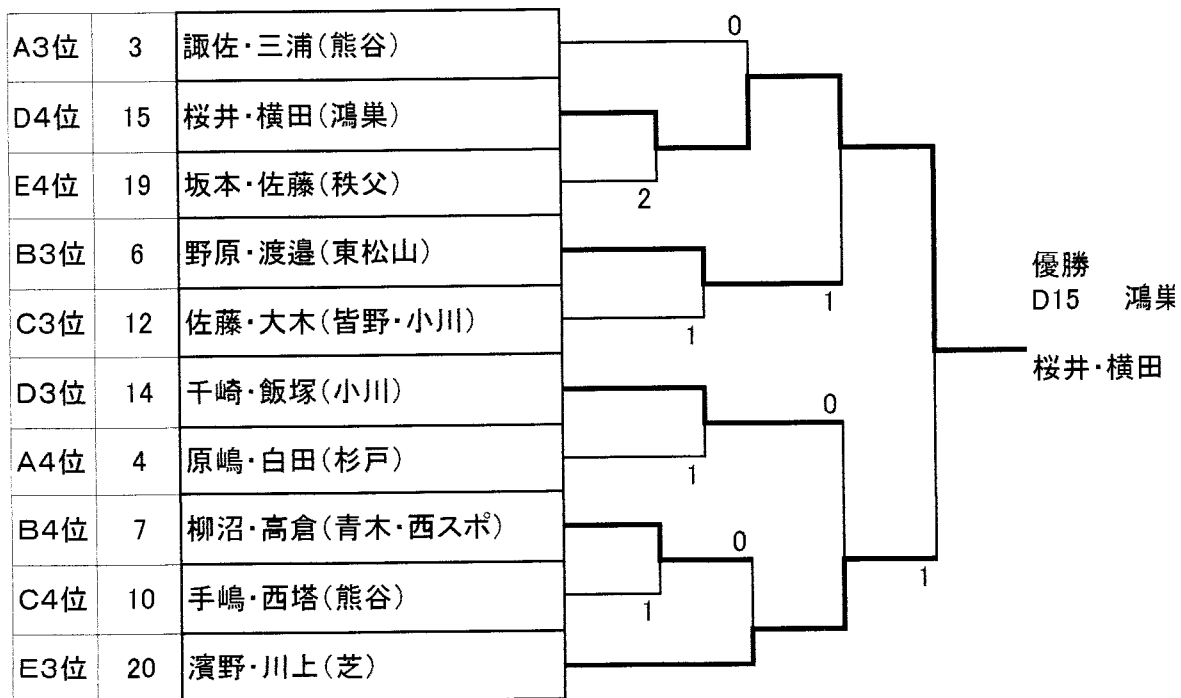 0
A3位 3 諏佐・三浦(熊谷)
D4位 15 桜井・横田(鴻巣)
E4位 19 坂本・佐藤(秩父)
2
B3位 6 野原・渡邉(東松山)
優勝
D15 鴻巣
1
C3位 12 佐藤・大木(皆野・小川)
1
桜井・横田
D3位 14 千崎・飯塚(小川)
0
A4位 4 原嶋・白田(杉戸)
1
B4位 7 柳沼・高倉(青木・西スポ)
0
1
C4位 10 手嶋・西塔(熊谷)
1
E3位 20 濱野・川上(芝)